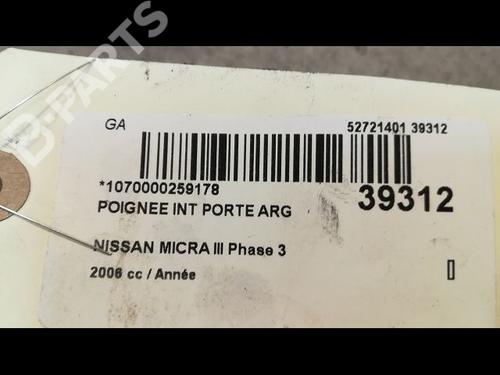 B-PARTS
GA
52721401 39312
*1070000259178
39312
POIGNEE INT PORTE ARG
NISSAN MICRA III Phase 3
2006 cc / Année